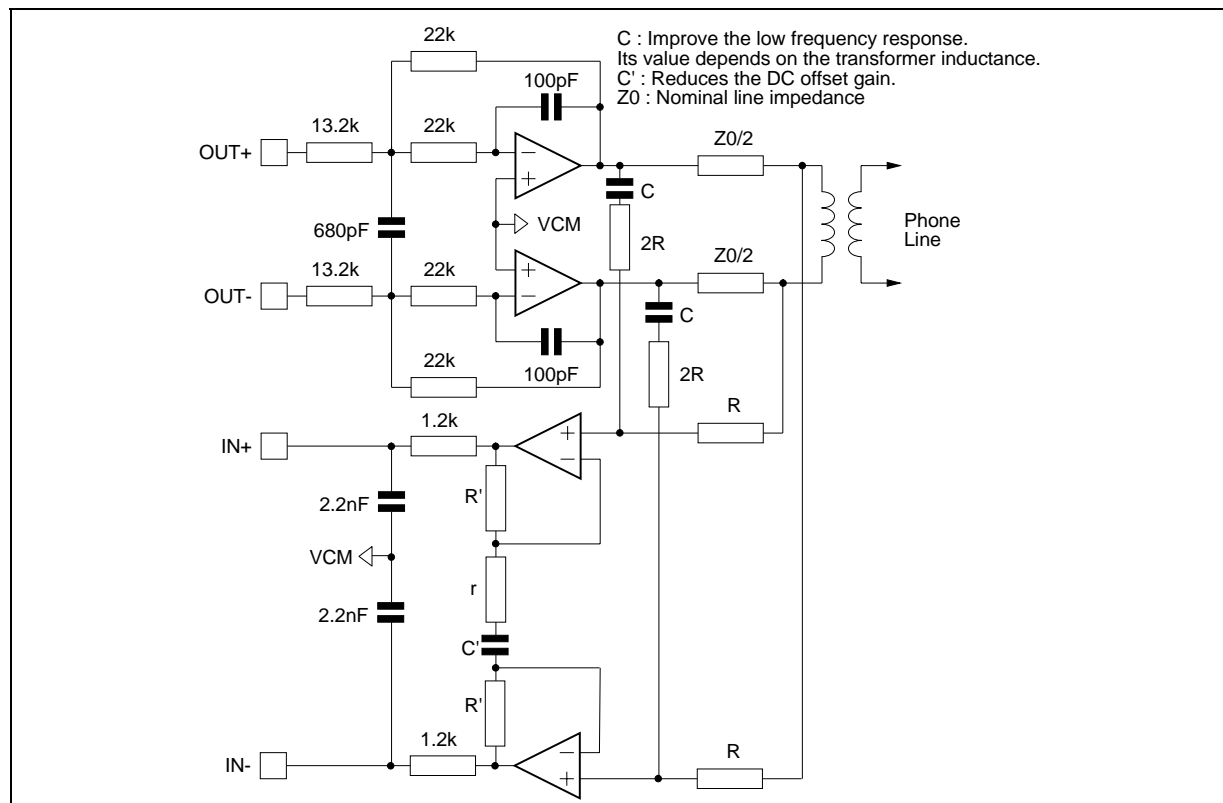 C : Improve the low frequency response.
Its value depends on the transformer inductance.
C' : Reduces the DC offset gain.
Z0 : Nominal line impedance
22k
100pF
13.2k
22k
Z0/2
OUT+
−
+
C
VCM
Phone
Line
680pF
2R
13.2k
22k
Z0/2
+
−
OUT-
C
22k
100pF
2R
1.2k
R
IN+
+
−
R'
2.2nF
VCM
r
2.2nF
C'
R'
1.2k
−
+
R
IN-